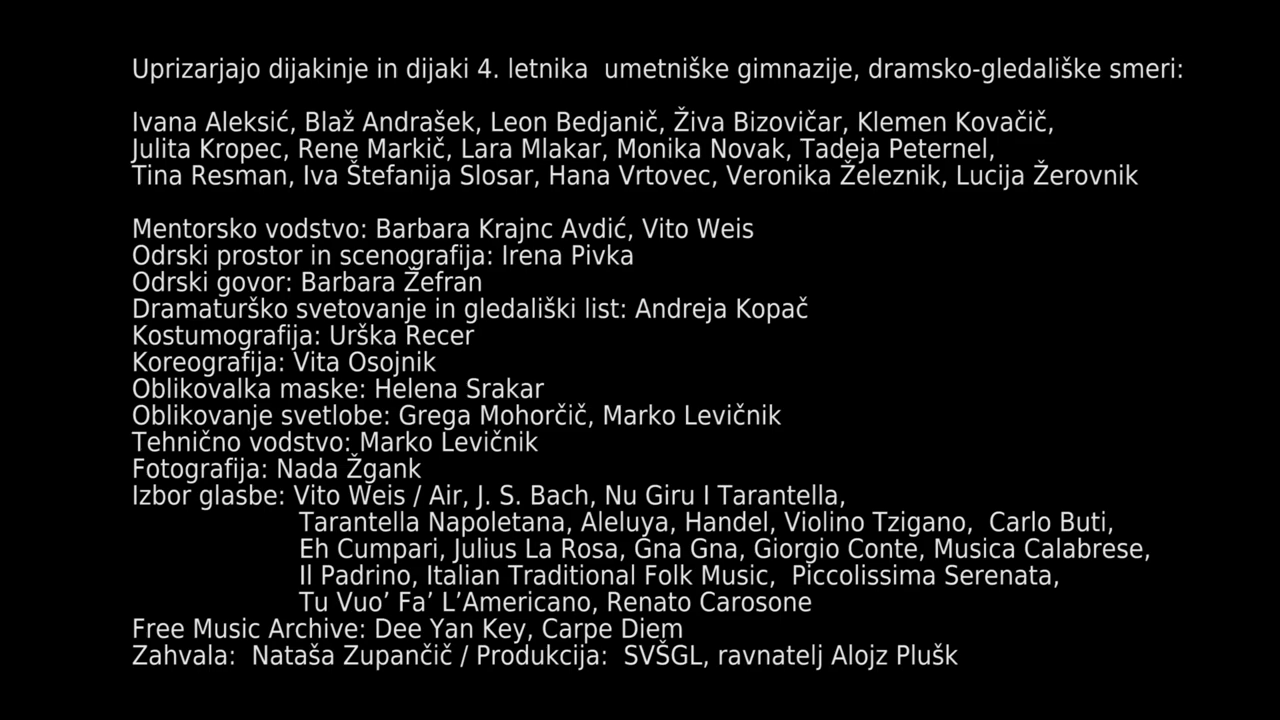 Uprizarjajo dijakinje in dijaki 4. letnika  umetniške gimnazije, dramsko-gledališke smeri:
Ivana Aleksić, Blaž Andrašek, Leon Bedjanič, Živa Bizovičar, Klemen Kovačič,
Julita Kropec, Rene Markič, Lara Mlakar, Monika Novak, Tadeja Peternel,
Tina Resman, Iva Štefanija Slosar, Hana Vrtovec, Veronika Železnik, Lucija Žerovnik
Mentorsko vodstvo: Barbara Krajnc Avdić, Vito Weis
Odrski prostor in scenografija: Irena Pivka
Odrski govor: Barbara Žefran
Dramaturško svetovanje in gledališki list: Andreja Kopač
Kostumografija: Urška Recer
Koreografija: Vita Osojnik
Oblikovalka maske: Helena Srakar
Oblikovanje svetlobe: Grega Mohorčič, Marko Levičnik
Tehnično vodstvo: Marko Levičnik
Fotografija: Nada Žgank
Izbor glasbe: Vito Weis / Air, J. S. Bach, Nu Giru I Tarantella,
Tarantella Napoletana, Aleluya, Handel, Violino Tzigano,  Carlo Buti,
Eh Cumpari, Julius La Rosa, Gna Gna, Giorgio Conte, Musica Calabrese,
Il Padrino, Italian Traditional Folk Music,  Piccolissima Serenata,
Tu Vuo’ Fa’ L’Americano, Renato Carosone
Free Music Archive: Dee Yan Key, Carpe Diem
Zahvala:  Nataša Zupančič / Produkcija:  SVŠGL, ravnatelj Alojz Plušk